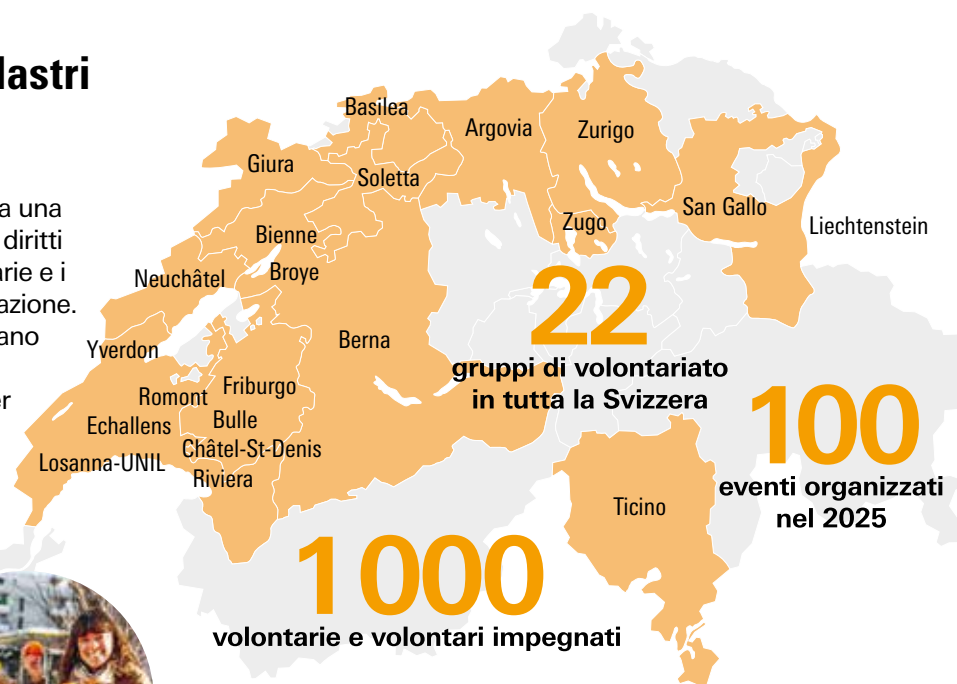 lastri
a una
diritti
arie e i
azione.
ano
er
Basilea
Argovia
Zurigo
Giura
Soletta
San Gallo
Zugo
Liechtenstein
Bienne
Neuchâtel
Broye
Yverdon
Berna
Romont
Friburgo
Echallens
Bulle
Châtel-St-Denis
Losanna-UNIL
Riviera
Ticino
22
gruppi di volontariato
in tutta la Svizzera
100
eventi organizzati
nel 2025
1 000
volontarie e volontari impegnati